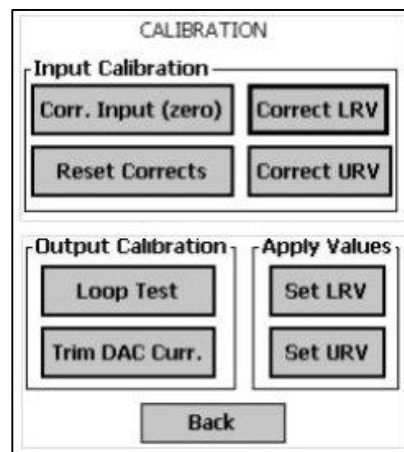 CALIBRATION
Input Calibration
Corr. Input (zero) Correct LRV
Reset Corrects Correct URV
Output Calibration Apply Values
Loop Test Set LRV
Trim DAC Curr. Set URV
Back